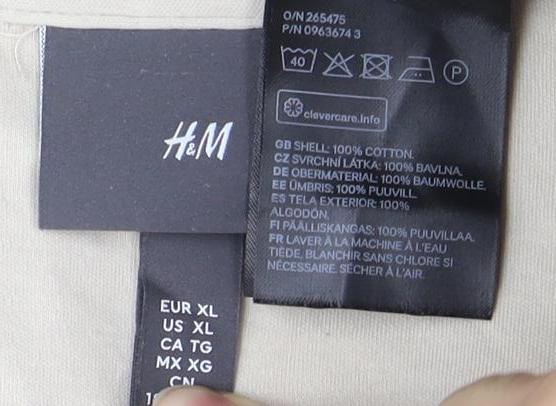 O/N 265475
P/N 0963674 3
40
P
clevercare.info
H&M
GB SHELL: 100% COTTON.
CZ SVRCHNÍ LÁTKA: 100% BAVLNA.
DE OBERMATERIAL: 100% BAUMWOLLE.
EE ÜMBRIS: 100% PUUVILL.
ES TELA EXTERIOR: 100%
ALGODÓN.
FI PÄÄLLISKANGAS: 100% PUUVILLAA.
FR LAVER À LA MACHINE À L'EAU
TIÈDE, BLANCHIR SANS CHLORE SI
NÉCESSAIRE. SÉCHER À L'AIR.
EUR XL
US XL
CA TG
MX XG
CN